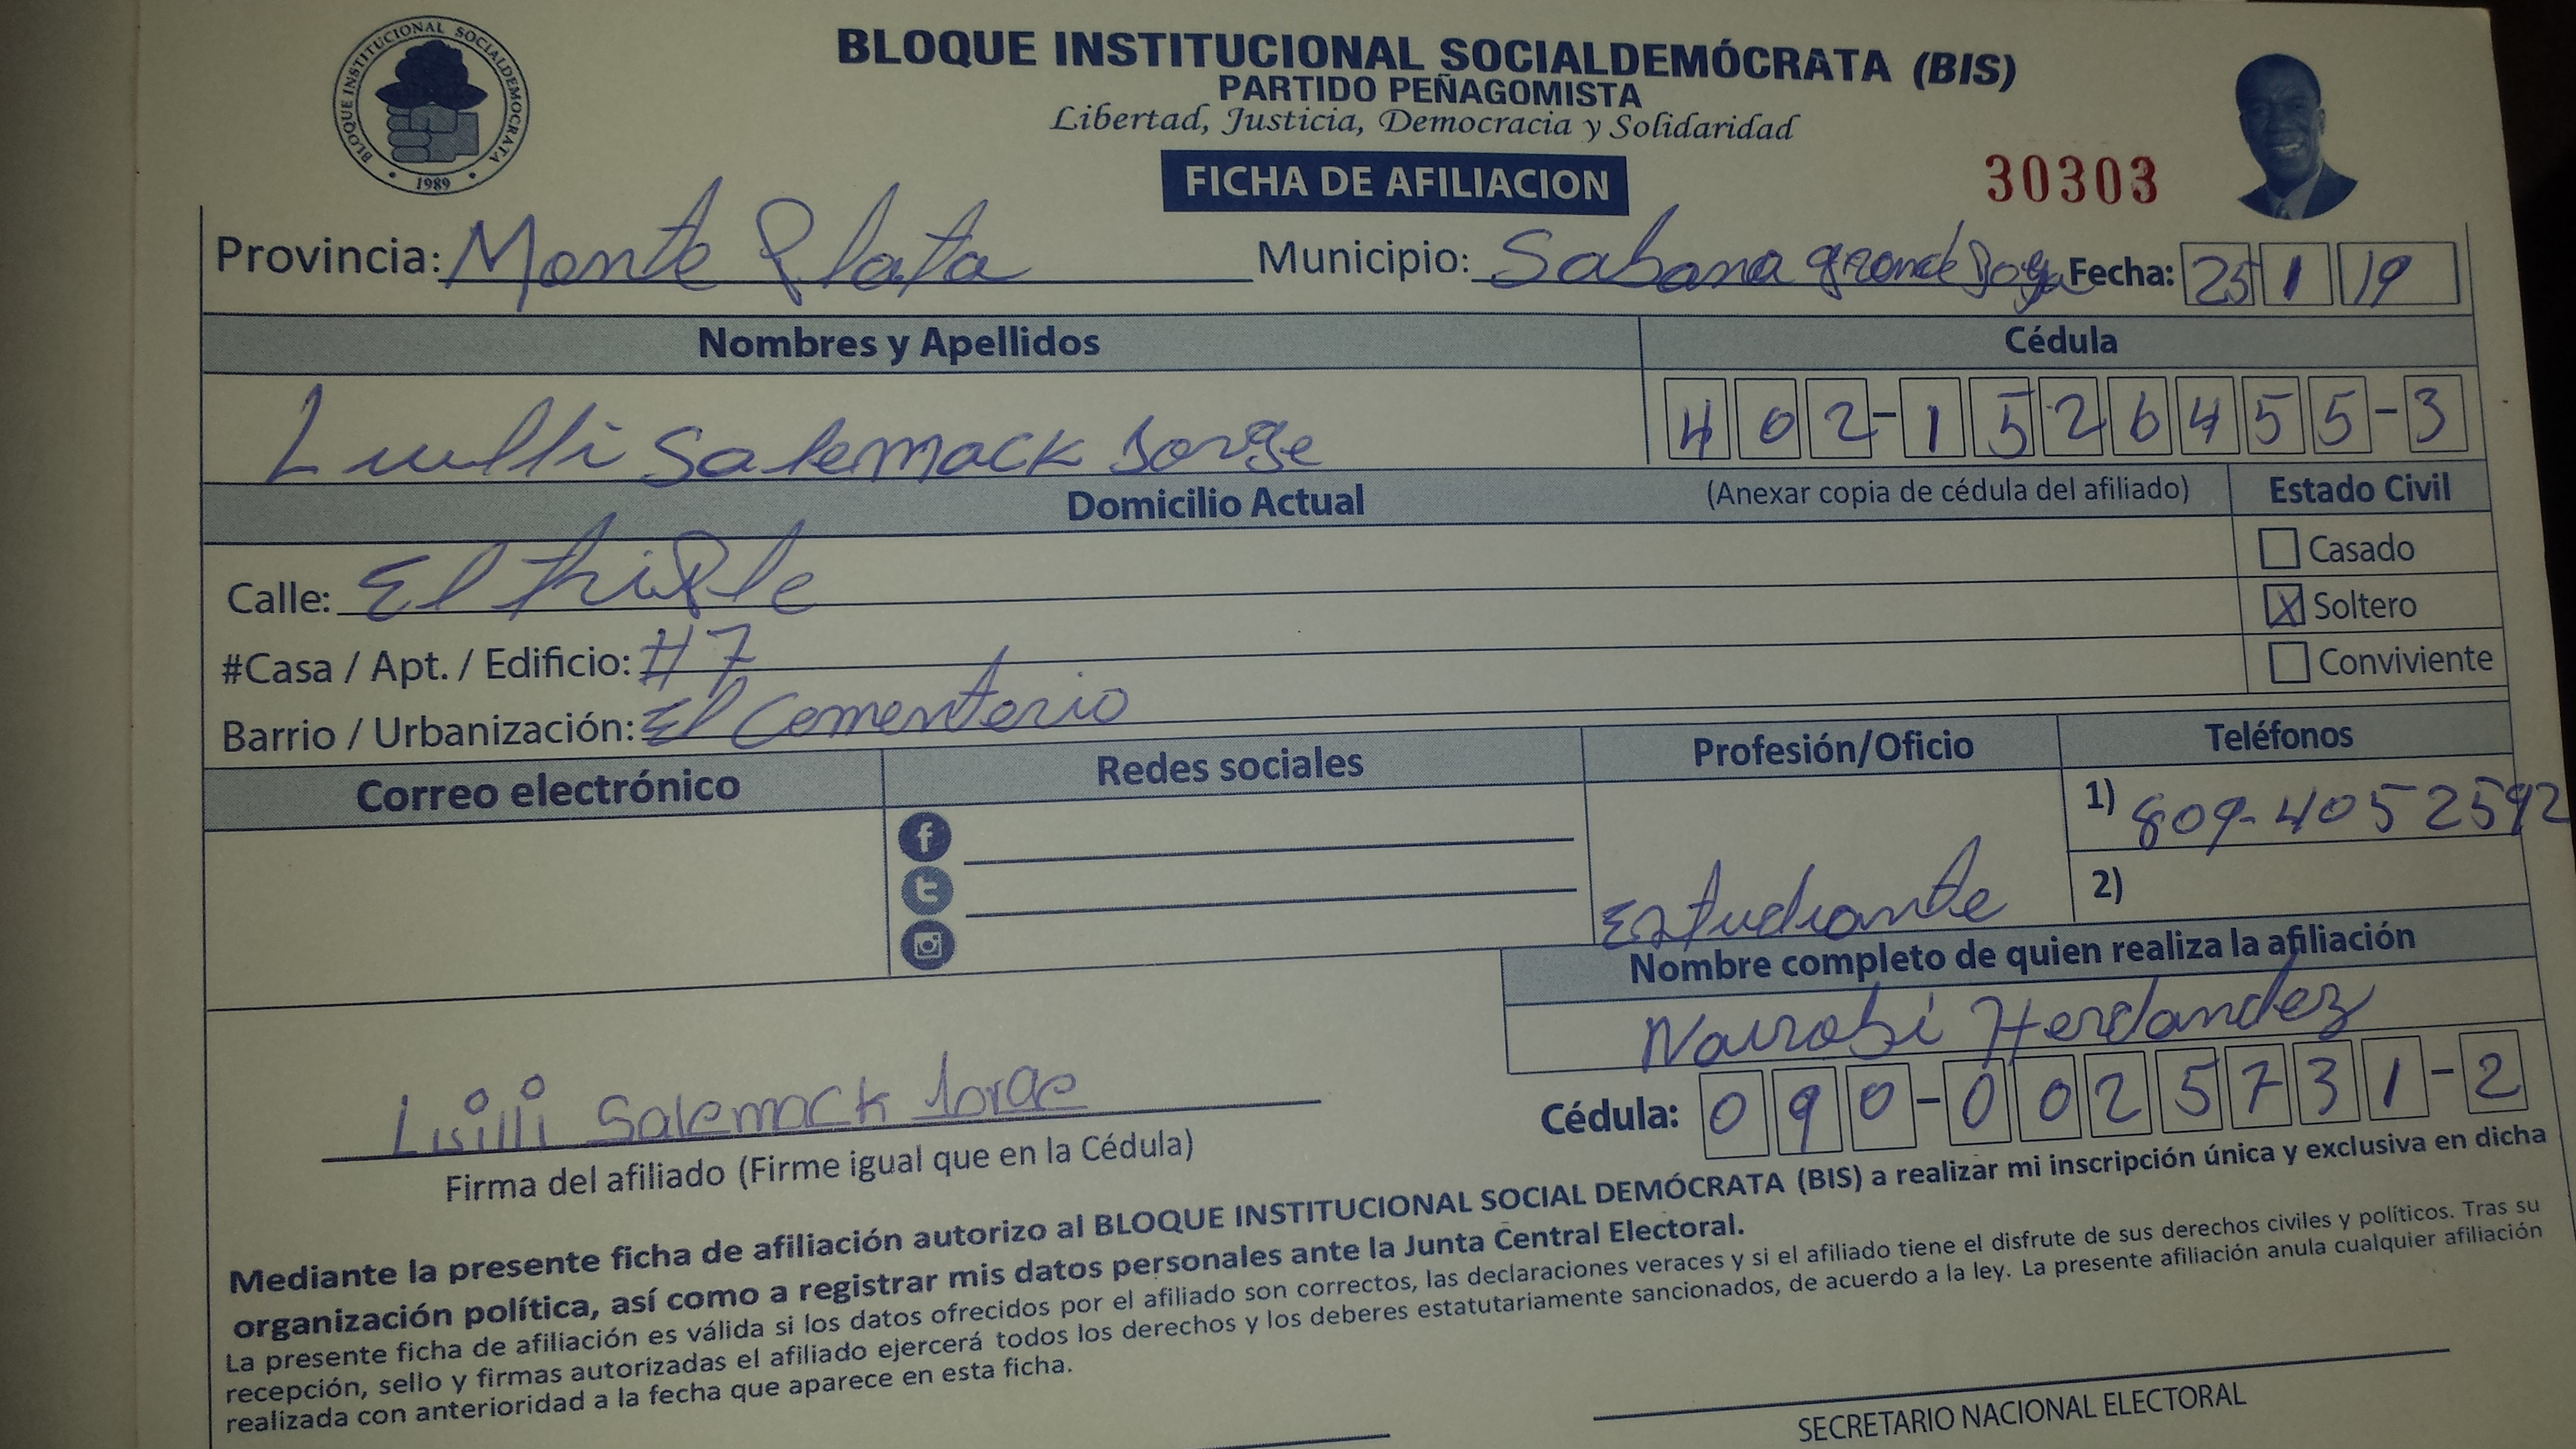 BLOQUE INSTITUCIONAL SOCIALDEMOCRATA
1989
BLOQUE INSTITUCIONAL SOCIALDEMÓCRATA (BIS)
PARTIDO PEÑAGOMISTA
Libertad, Justicia, Democracia y Solidaridad
FICHA DE AFILIACION
30303
Provincia: Monte Plata Municipio: Sabana grande Boya Fecha: 25 1 19
Nombres y Apellidos Cédula
Salemack Jorge 402-1526455-3
Domicilio Actual (Anexar copia de cédula del afiliado) Estado Civil
Casado
Calle: El triple
X Soltero
#Casa / Apt. / Edificio: #7
Conviviente
Barrio / Urbanización: El Cementerio
Correo electrónico Redes sociales Profesión/Oficio Teléfonos
1) 809-4052592
2)
Estudiante
Nombre completo de quien realiza la afiliación
Nairobi Herdandez
Cédula: 090-0025731-2
Salemack Jorge
Firma del afiliado (Firme igual que en la Cédula)
Mediante la presente ficha de afiliación autorizo al BLOQUE INSTITUCIONAL SOCIAL DEMÓCRATA (BIS) a realizar mi inscripción única y exclusiva en dicha
organización política, así como a registrar mis datos personales ante la Junta Central Electoral.
La presente ficha de afiliación es válida si los datos ofrecidos por el afiliado son correctos, las declaraciones veraces y si el afiliado tiene el disfrute de sus derechos civiles y políticos. Tras su
recepción, sello y firmas autorizadas el afiliado ejercerá todos los derechos y los deberes estatutariamente sancionados, de acuerdo a la ley. La presente afiliación anula cualquier afiliación
realizada con anterioridad a la fecha que aparece en esta ficha.
SECRETARIO NACIONAL ELECTORAL